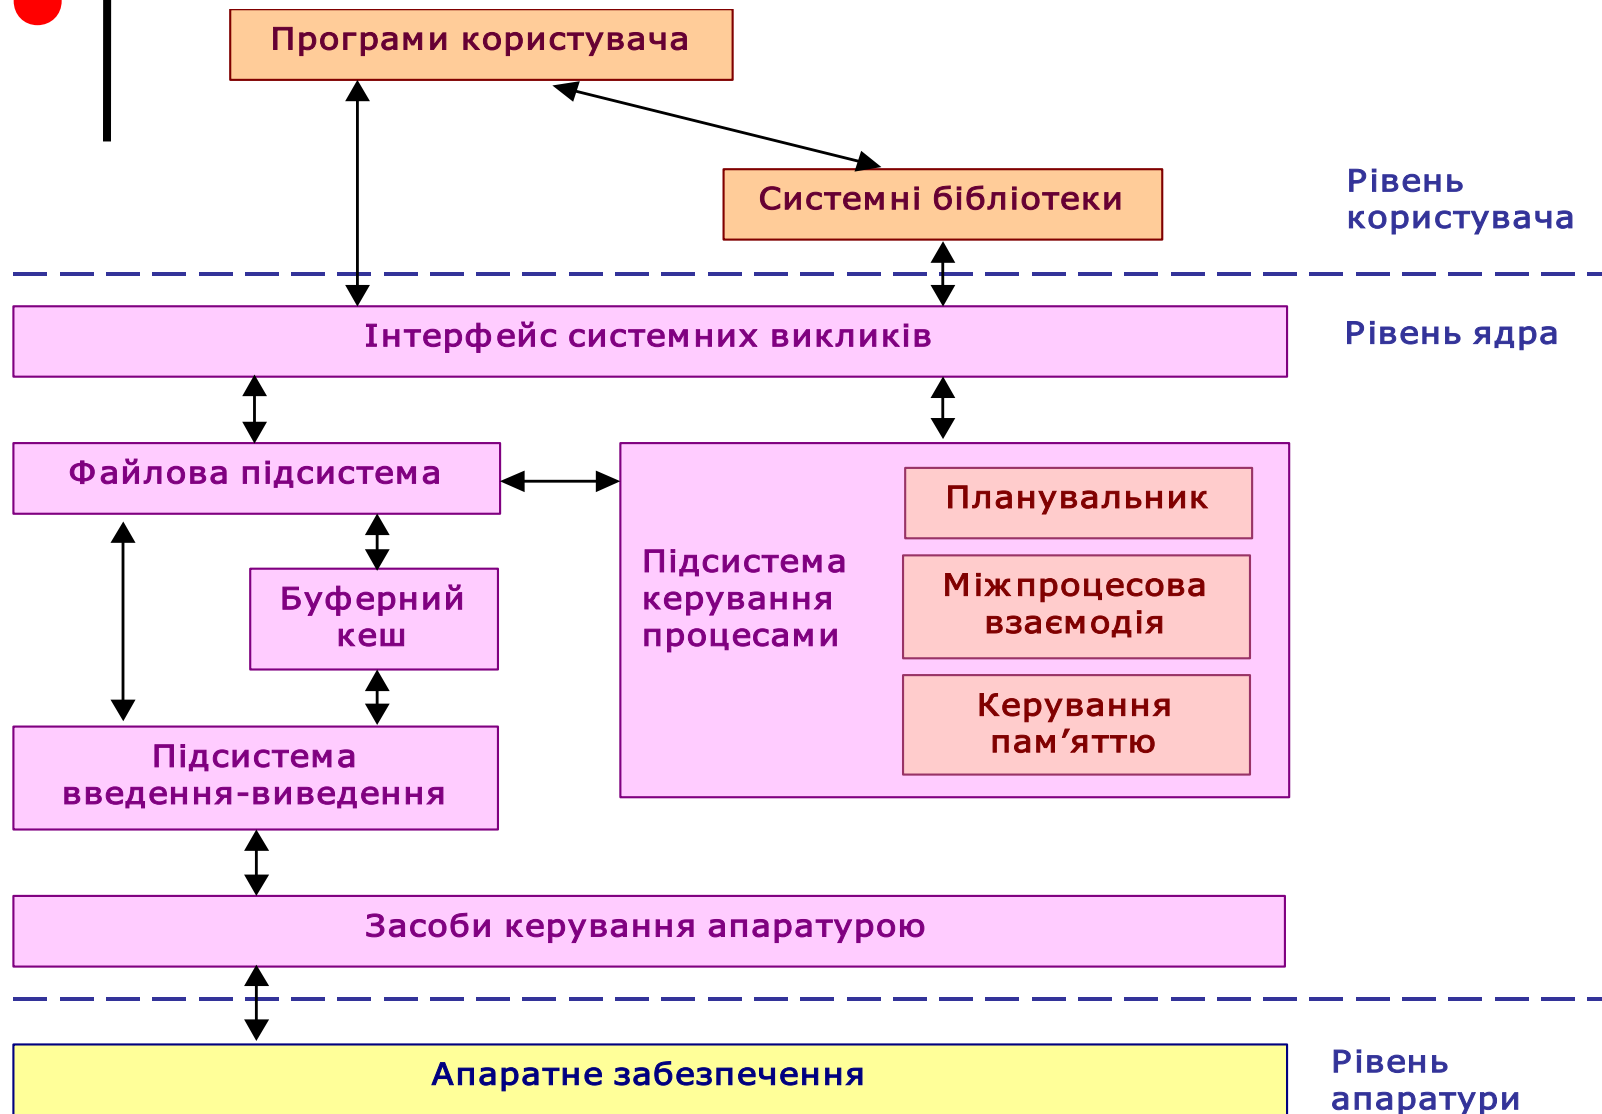 Програми користувача
Системні бібліотеки
Рівень
користувача
Інтерфейс системних викликів
Рівень ядра
Файлова підсистема
Планувальник
Підсистема
керування
процесами
Міжпроцесова
взаємодія
Буферний
кеш
Керування
пам’яттю
Підсистема
введення-виведення
Засоби керування апаратурою
Апаратне забезпечення
Рівень
апаратури